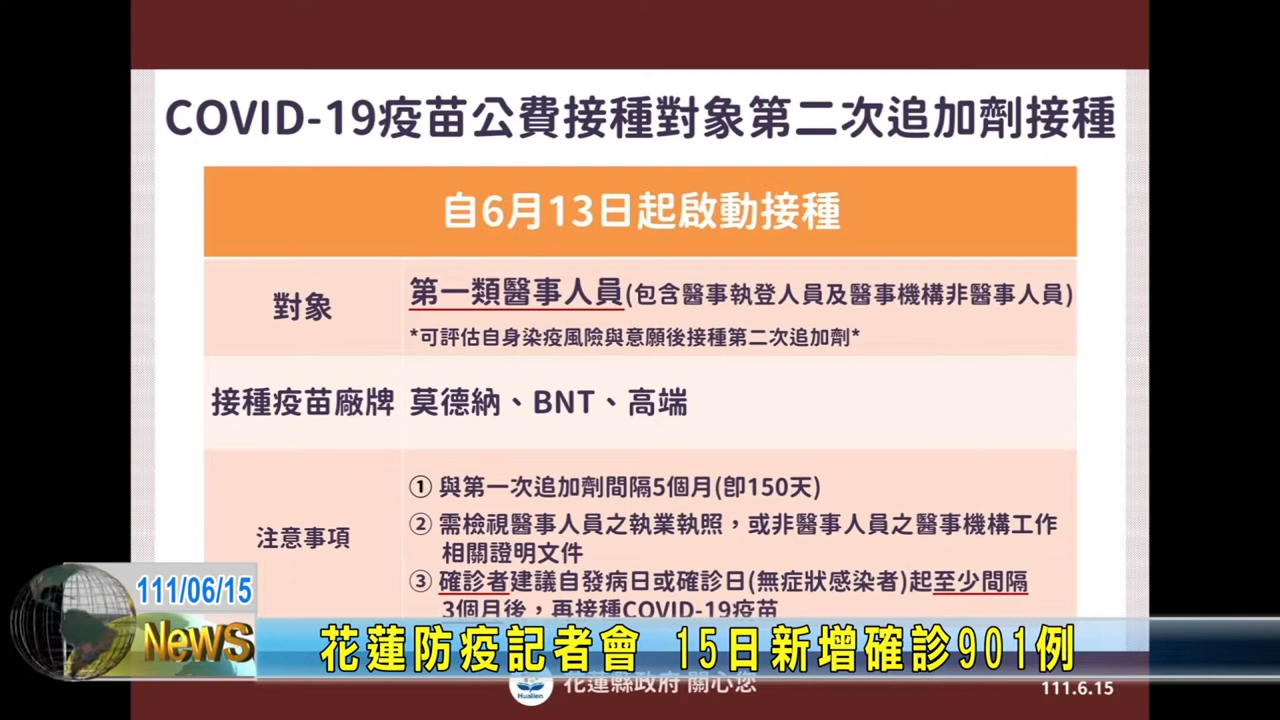 COVID-19疫苗公費接種對象第二次追加劑接種
自6月13日起啟動接種
對象
第一類醫事人員(包含醫事執登人員及醫事機構非醫事人員)
*可評估自身染疫風險與意願後接種第二次追加劑*
接種疫苗廠牌
莫德納、BNT、高端
注意事項
① 與第一次追加劑間隔5個月(即150天)
② 需檢視醫事人員之執業執照，或非醫事人員之醫事機構工作
相關證明文件
③ 確診者建議自發病日或確診日(無症狀感染者)起至少間隔
3個月後，再接種COVID-19疫苗
111/06/15
NewS
花蓮防疫記者會 15日新增確診901例
Hualien
花蓮縣政府 關心您
111.6.15